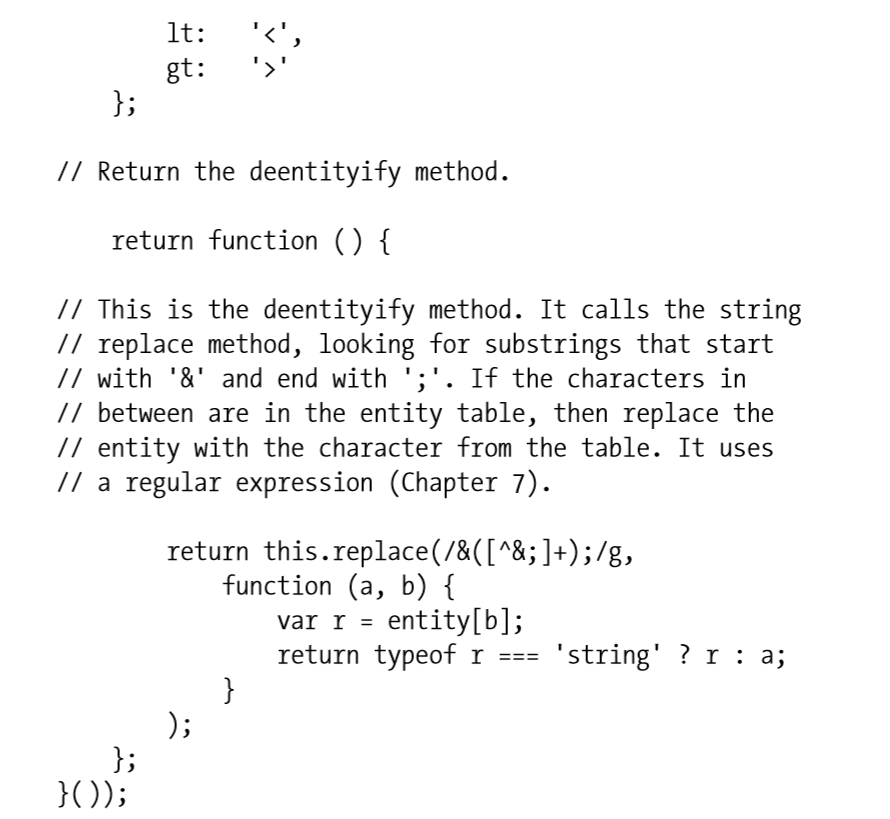 lt:   '<',
        gt:   '>'
    };
// Return the deentityify method.
    return function () {
// This is the deentityify method. It calls the string
// replace method, looking for substrings that start
// with '&' and end with ';'. If the characters in
// between are in the entity table, then replace the
// entity with the character from the table. It uses
// a regular expression (Chapter 7).
        return this.replace(/&([^&;]+);/g,
            function (a, b) {
                var r = entity[b];
                return typeof r === 'string' ? r : a;
            }
        );
    };
}());